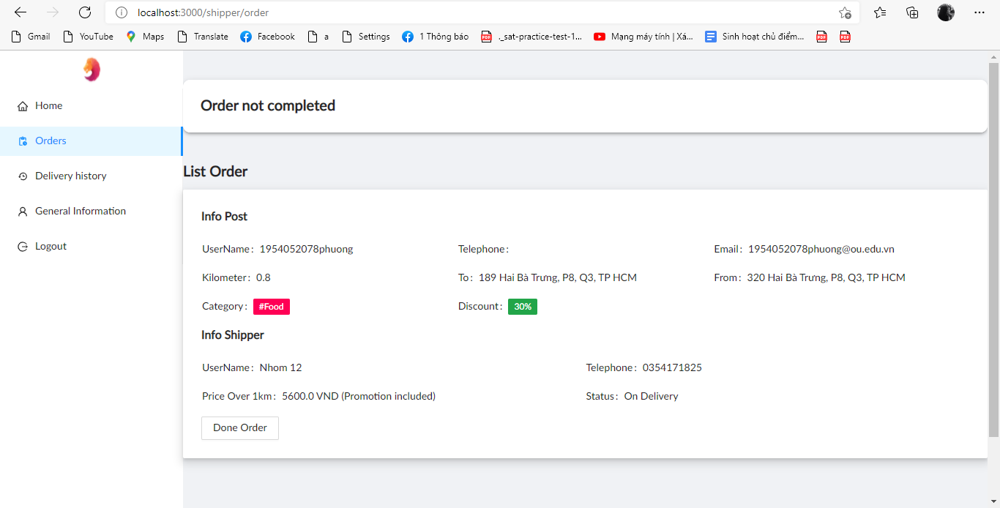 localhost:3000/shipper/order
Gmail YouTube Maps Translate Facebook a Settings 1 Thông báo ._sat-practice-test-1... Mạng máy tính | Xá... Sinh hoạt chủ điểm... PDF PDF
Home
Orders
Delivery history
General Information
Logout
Order not completed
List Order
Info Post
UserName: 1954052078phuong Telephone: Email: 1954052078phuong@ou.edu.vn
Kilometer: 0.8 To: 189 Hai Bà Trưng, P8, Q3, TP HCM From: 320 Hai Bà Trưng, P8, Q3, TP HCM
Category: #Food Discount: 30%
Info Shipper
UserName: Nhom 12 Telephone: 0354171825
Price Over 1km: 5600.0 VND (Promotion included) Status: On Delivery
Done Order